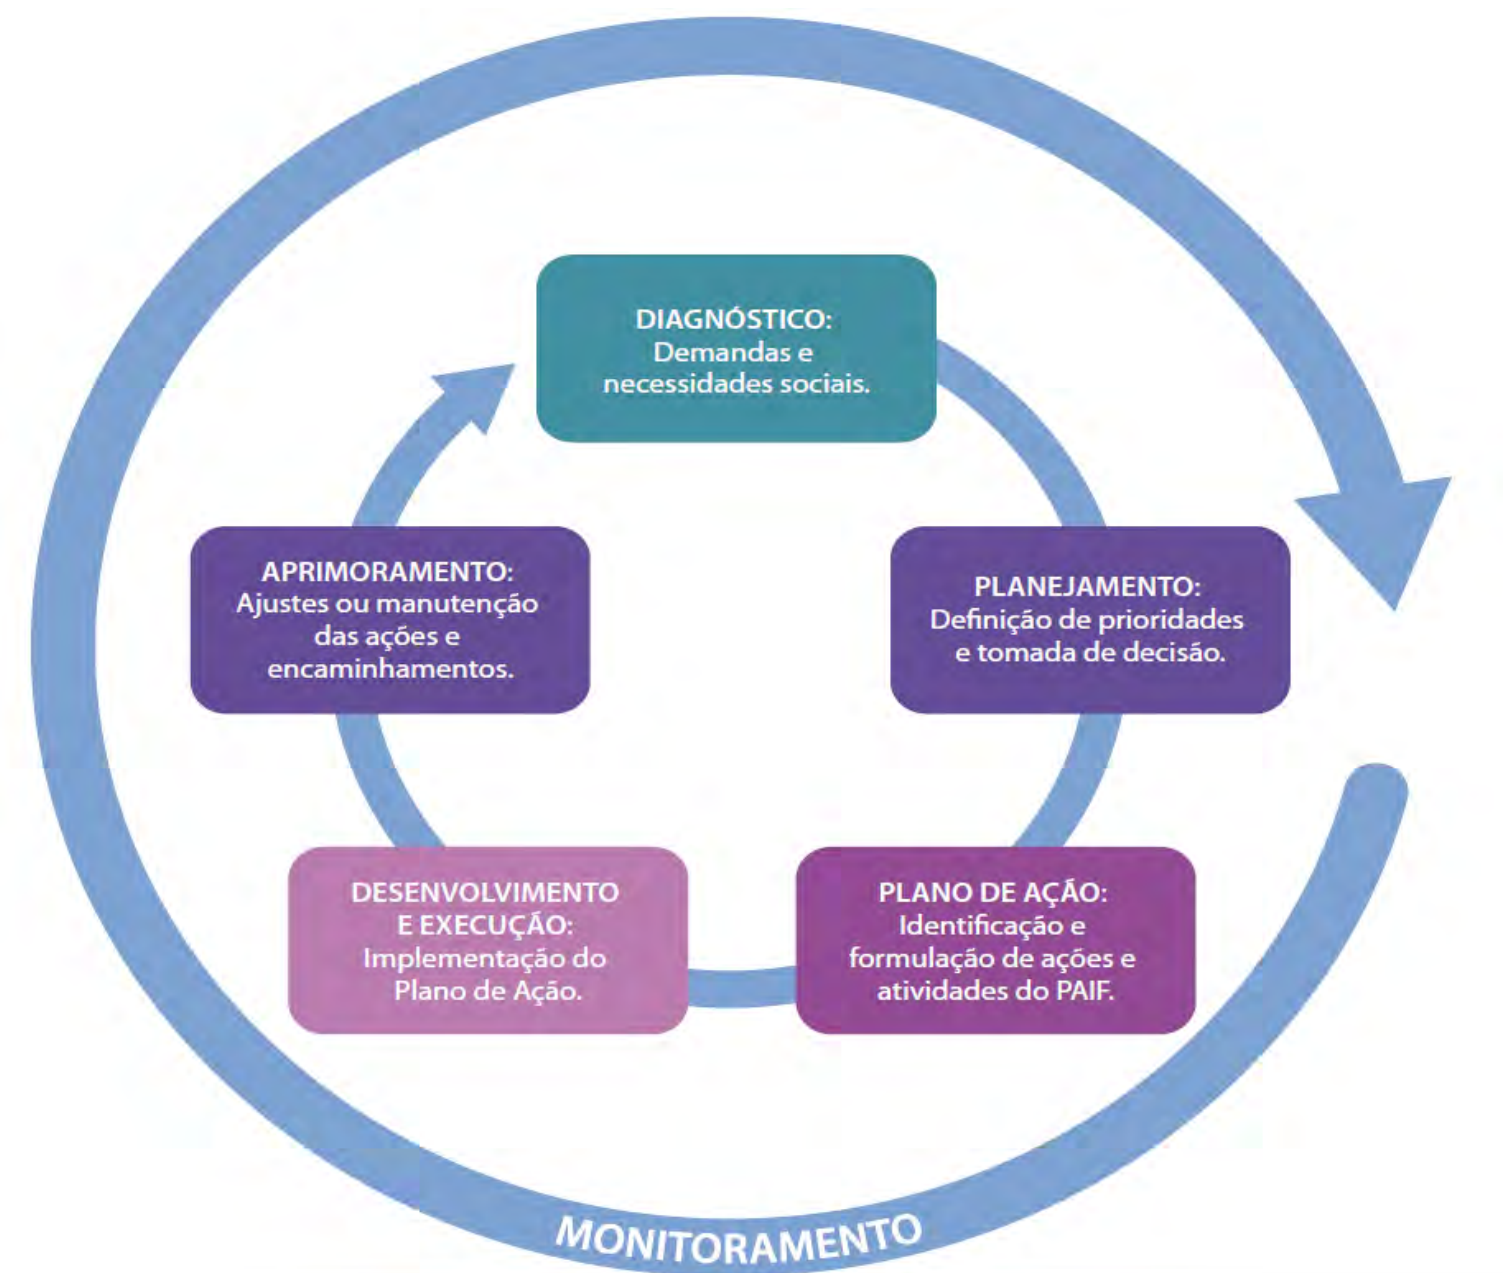 DIAGNÓSTICO:
Demandas e
necessidades sociais.
APRIMORAMENTO:
Ajustes ou manutenção
das ações e
encaminhamentos.
PLANEJAMENTO:
Definição de prioridades
e tomada de decisão.
DESENVOLVIMENTO
E EXECUÇÃO:
Implementação do
Plano de Ação.
PLANO DE AÇÃO:
Identificação e
formulação de ações e
atividades do PAIF.
MONITORAMENTO